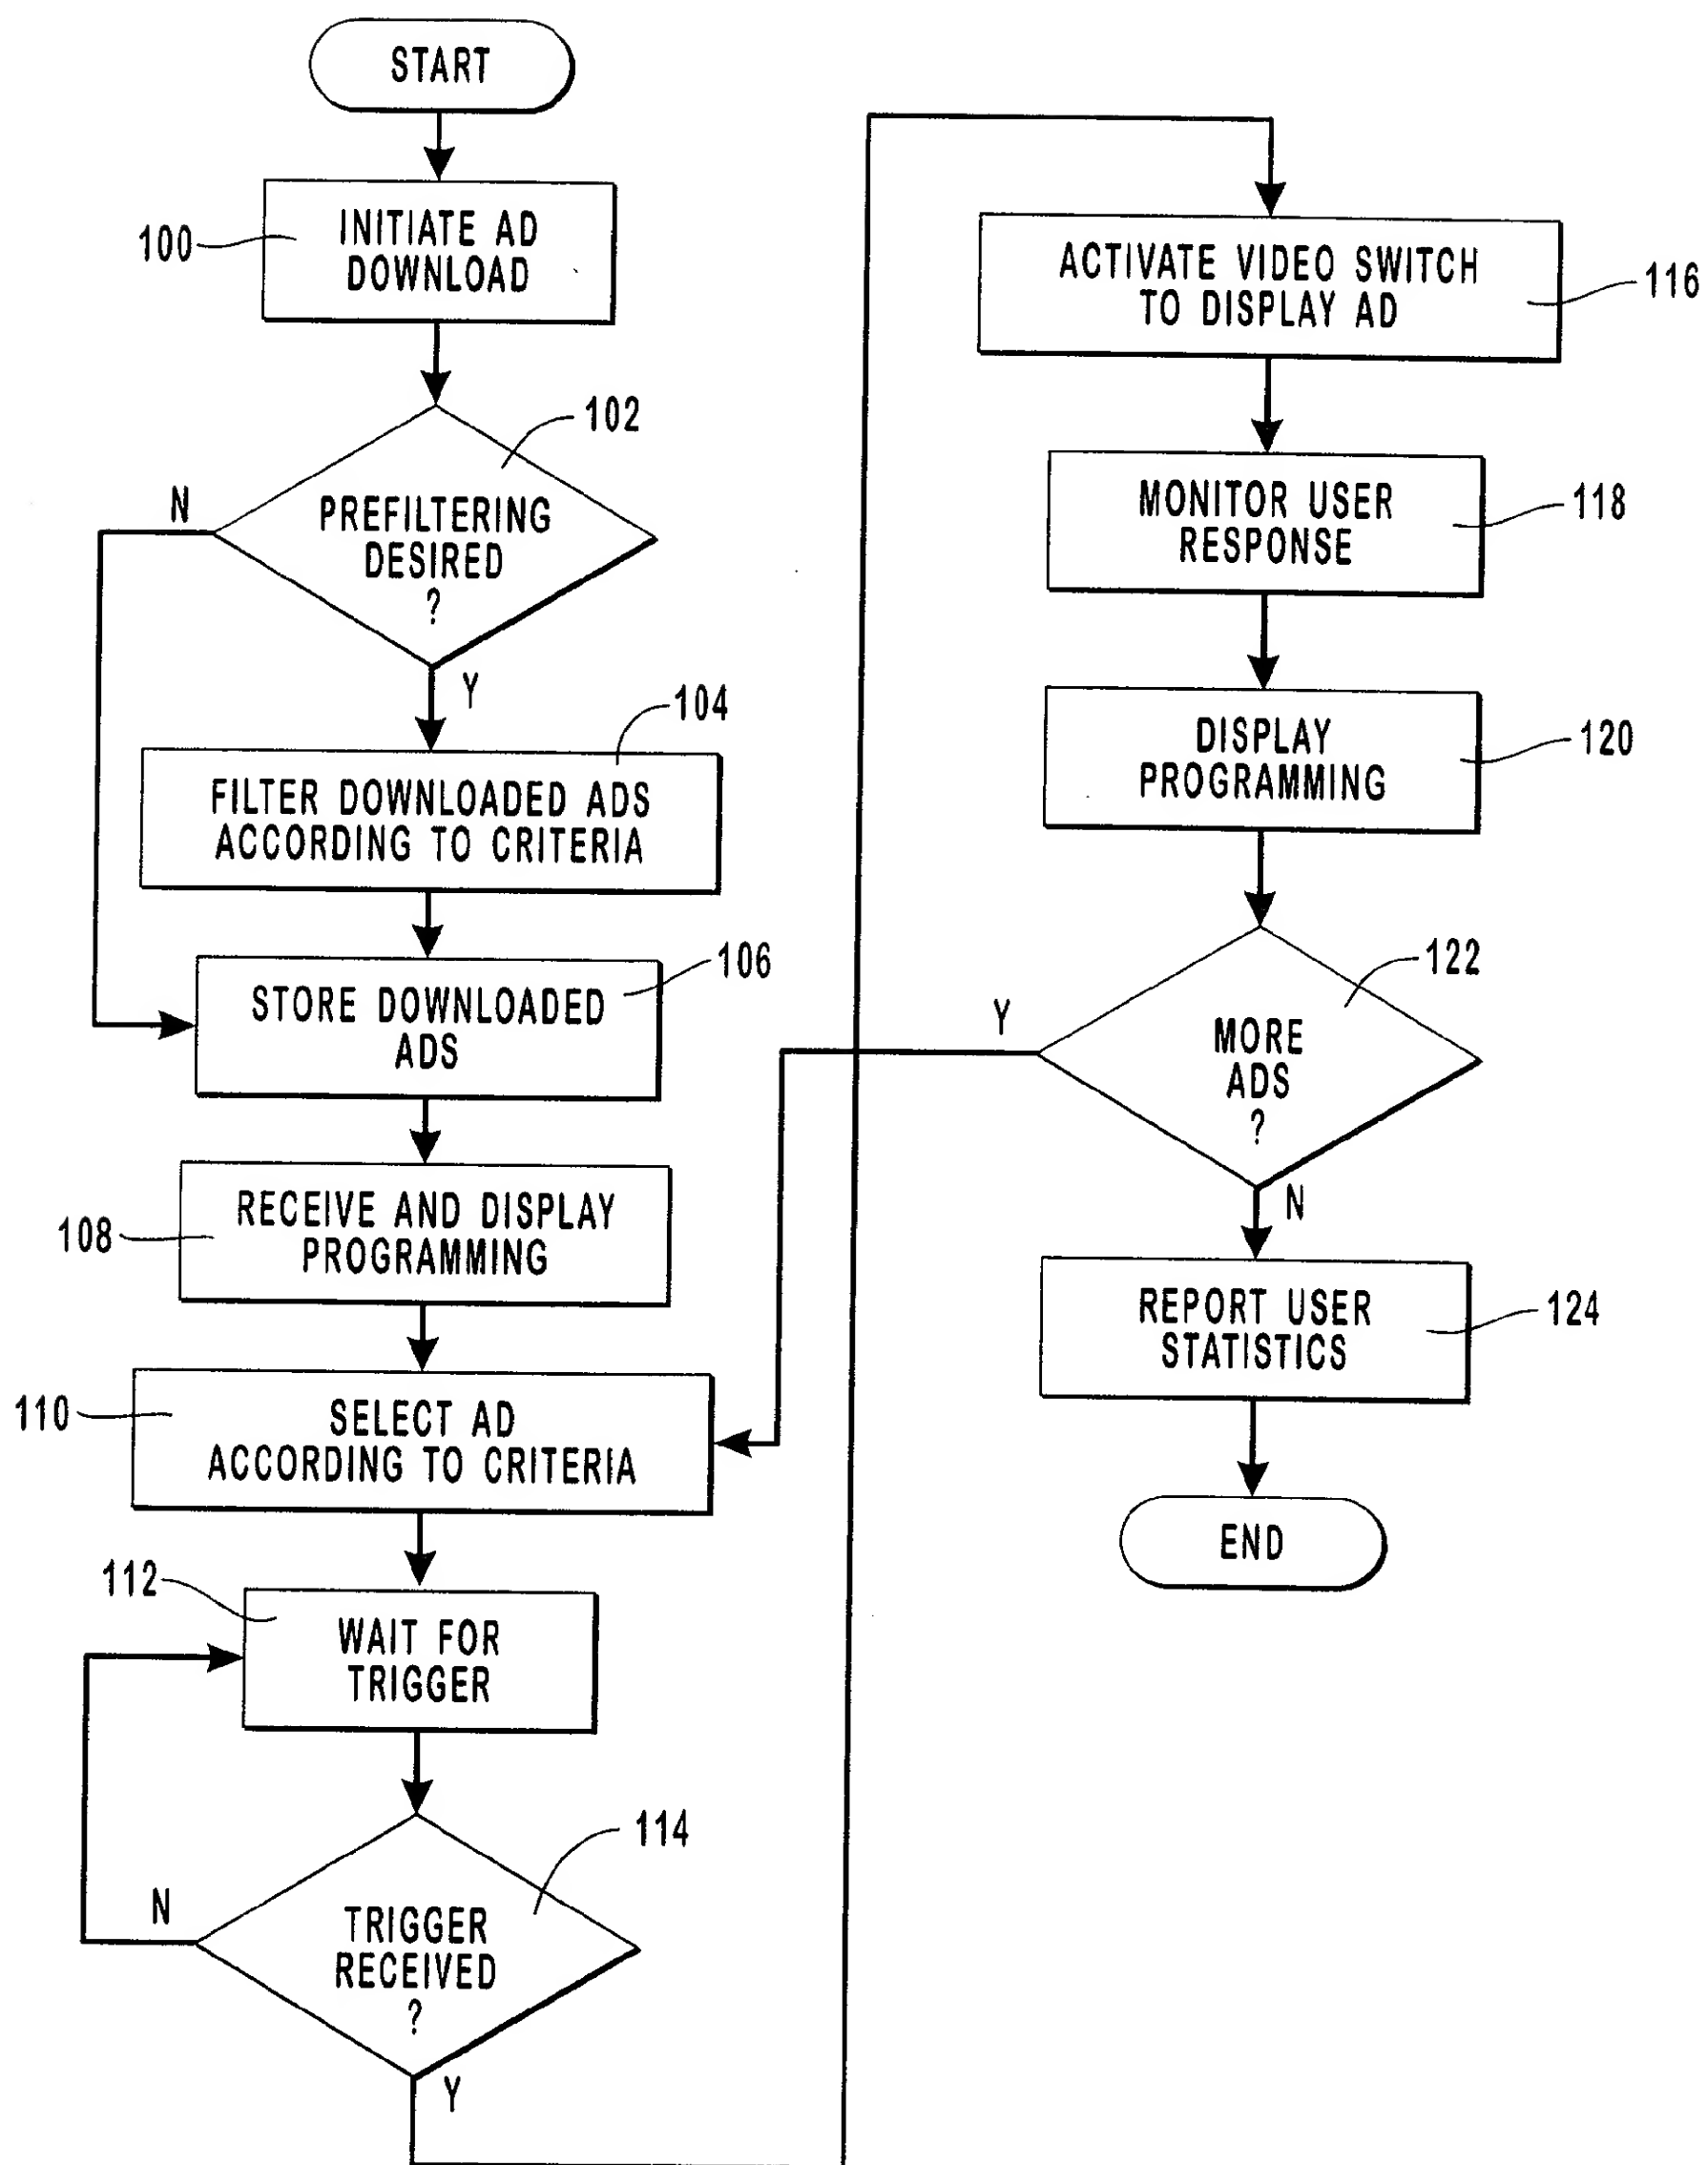 START
100
INITIATE AD
DOWNLOAD
102
N
PREFILTERING
DESIRED
?
Y
104
FILTER DOWNLOADED ADS
ACCORDING TO CRITERIA
106
STORE DOWNLOADED
ADS
108
RECEIVE AND DISPLAY
PROGRAMMING
110
SELECT AD
ACCORDING TO CRITERIA
112
WAIT FOR
TRIGGER
114
N
TRIGGER
RECEIVED
?
Y
ACTIVATE VIDEO SWITCH
TO DISPLAY AD
116
MONITOR USER
RESPONSE
118
DISPLAY
PROGRAMMING
120
122
Y
MORE
ADS
?
N
REPORT USER
STATISTICS
124
END